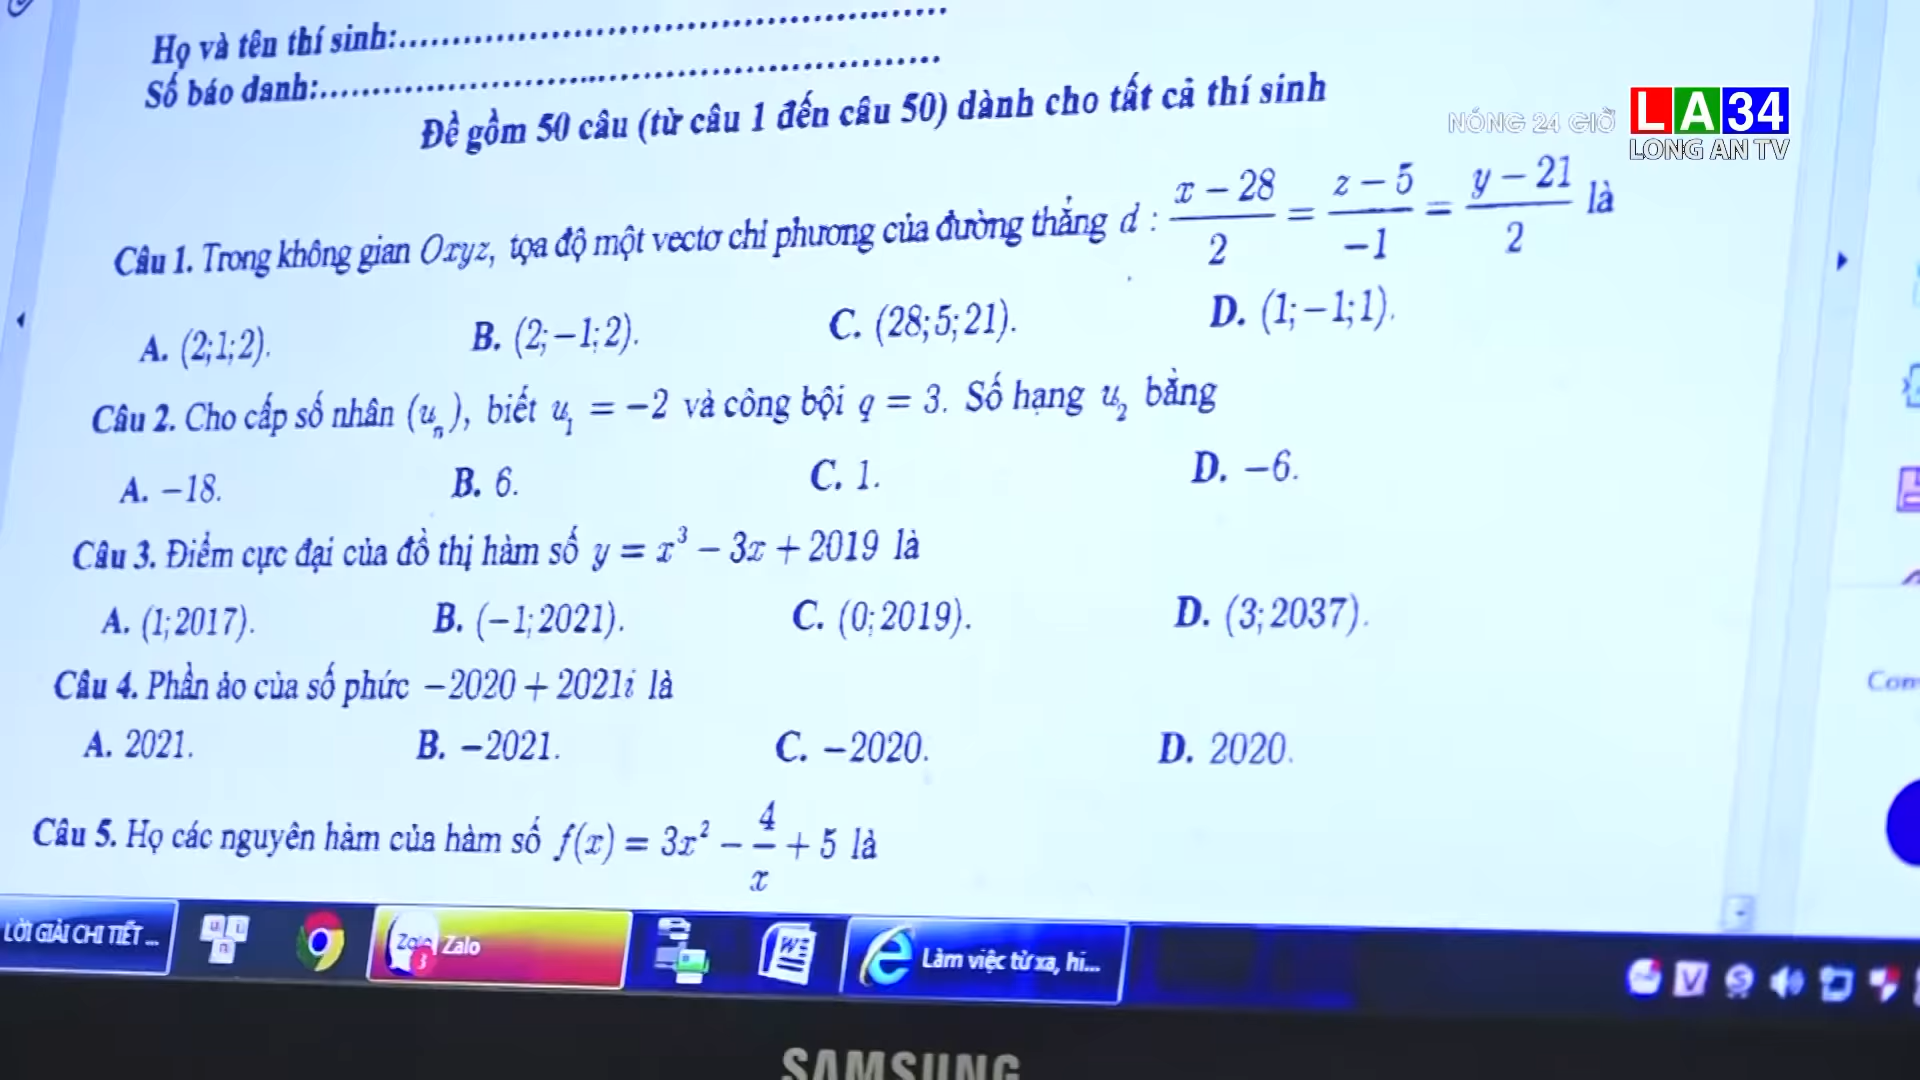 Họ và tên thí sinh:........................................
Số báo danh:........................................
Đề gồm 50 câu (từ câu 1 đến câu 50) dành cho tất cả thí sinh
NÓNG 24 GIỜ
LA34
LONG AN TV
Câu 1. Trong không gian Oxyz, tọa độ một vectơ chỉ phương của đường thẳng d : (x − 28)/2 = (z − 5)/−1 = (y − 21)/2 là
A. (2;1;2). B. (2;−1;2). C. (28;5;21). D. (1;−1;1).
Câu 2. Cho cấp số nhân (uₙ), biết u₁ = −2 và công bội q = 3. Số hạng u₂ bằng
A. −18. B. 6. C. 1. D. −6.
Câu 3. Điểm cực đại của đồ thị hàm số y = x³ − 3x + 2019 là
A. (1;2017). B. (−1;2021). C. (0;2019). D. (3;2037).
Câu 4. Phần ảo của số phức −2020 + 2021i là
A. 2021. B. −2021. C. −2020. D. 2020.
Câu 5. Họ các nguyên hàm của hàm số f(x) = 3x² − 4/x + 5 là
LỜI GIẢI CHI TIẾT ...
Zalo
Zalo
3
Làm việc từ xa, hi...
SAMSUNG